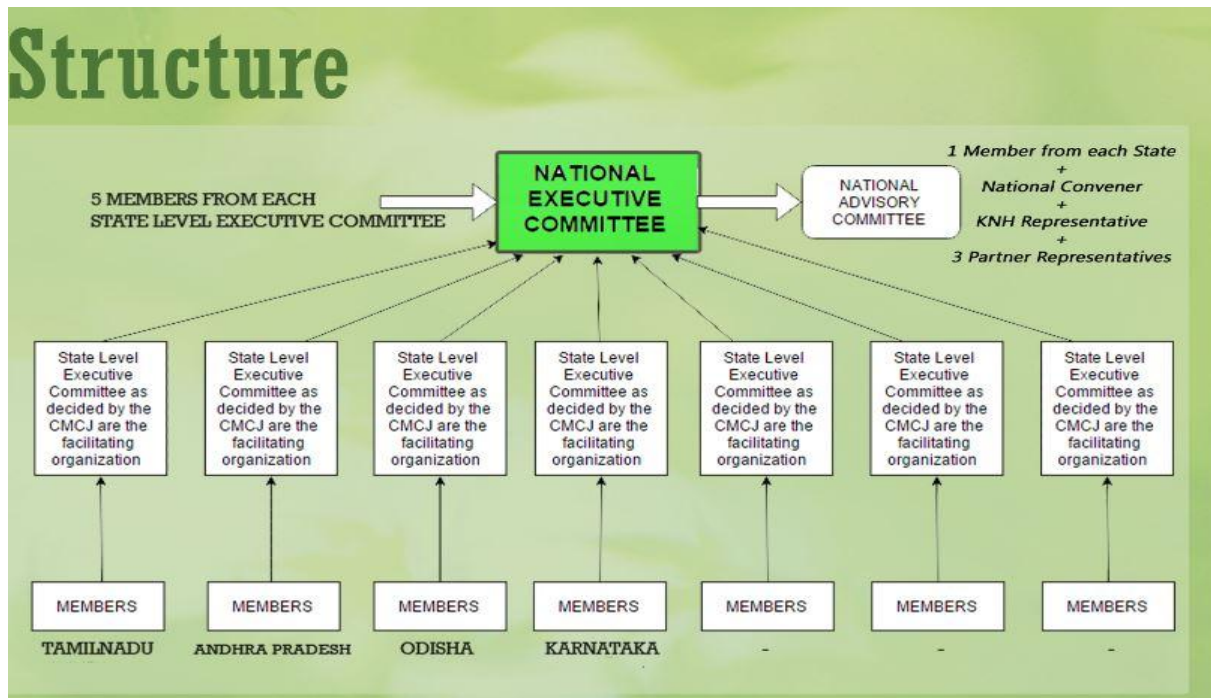 Structure
5 MEMBERS FROM EACH
STATE LEVEL EXECUTIVE COMMITTEE
NATIONAL
EXECUTIVE
COMMITTEE
NATIONAL
ADVISORY
COMMITTEE
1 Member from each State
+
National Convener
+
KNH Representative
+
3 Partner Representatives
State Level
Executive
Committee as
decided by the
CMCJ are the
facilitating
organization
State Level
Executive
Committee as
decided by the
CMCJ are the
facilitating
organization
State Level
Executive
Committee as
decided by the
CMCJ are the
facilitating
organization
State Level
Executive
Committee as
decided by the
CMCJ are the
facilitating
organization
State Level
Executive
Committee as
decided by the
CMCJ are the
facilitating
organization
State Level
Executive
Committee as
decided by the
CMCJ are the
facilitating
organization
State Level
Executive
Committee as
decided by the
CMCJ are the
facilitating
organization
MEMBERS
MEMBERS
MEMBERS
MEMBERS
MEMBERS
MEMBERS
MEMBERS
TAMILNADU
ANDHRA PRADESH
ODISHA
KARNATAKA
-
-
-